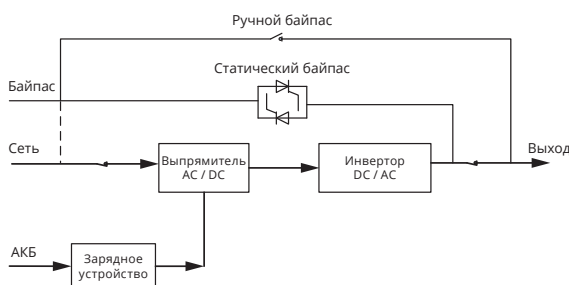 Ручной байпас
Статический байпас
Байпас
Сеть
Выпрямитель
AC / DC
Инвертор
DC / AC
Выход
АКБ
Зарядное
устройство